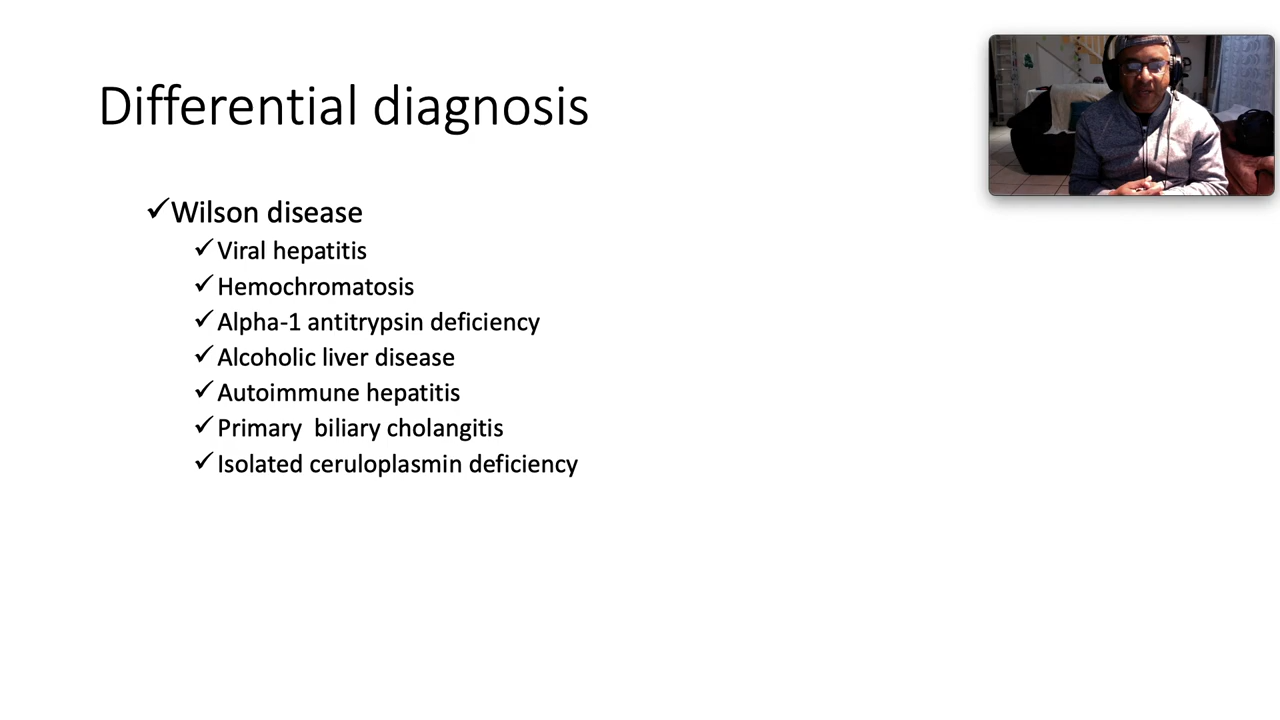 Differential diagnosis
✓Wilson disease
✓Viral hepatitis
✓Hemochromatosis
✓Alpha-1 antitrypsin deficiency
✓Alcoholic liver disease
✓Autoimmune hepatitis
✓Primary  biliary cholangitis
✓Isolated ceruloplasmin deficiency